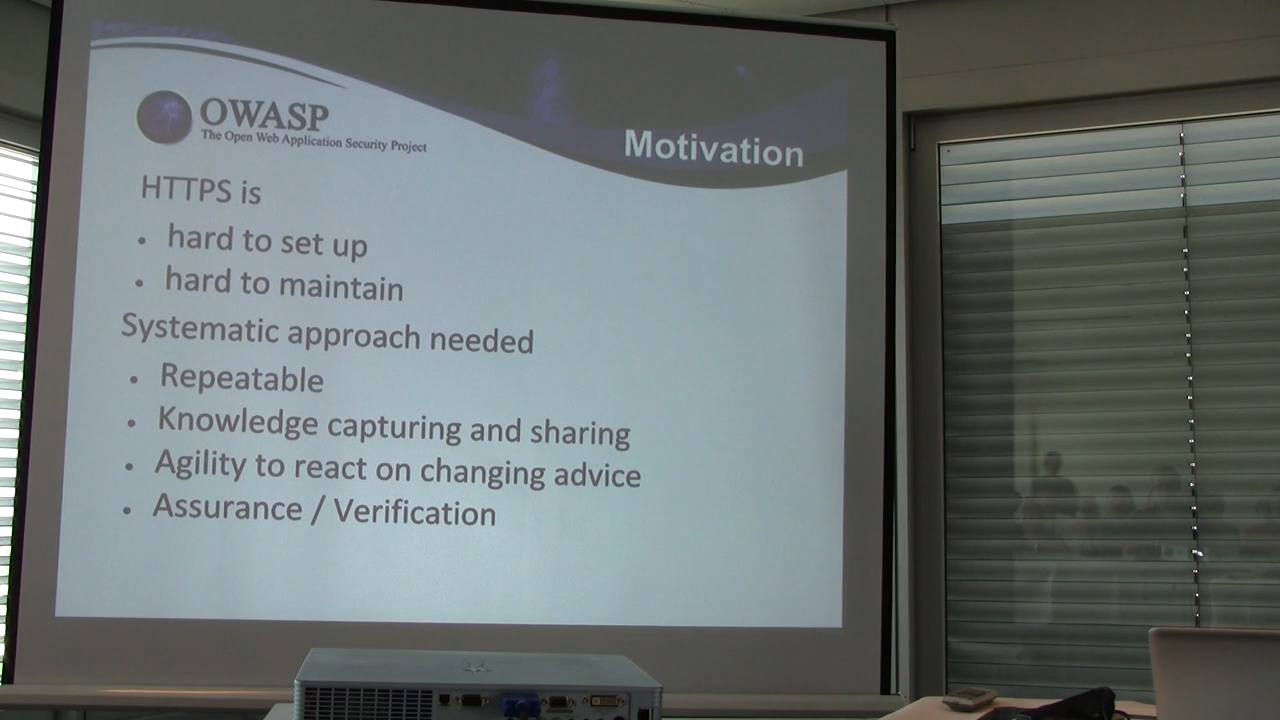 OWASP
The Open Web Application Security Project
Motivation
HTTPS is
• hard to set up
• hard to maintain
Systematic approach needed
• Repeatable
• Knowledge capturing and sharing
• Agility to react on changing advice
• Assurance / Verification